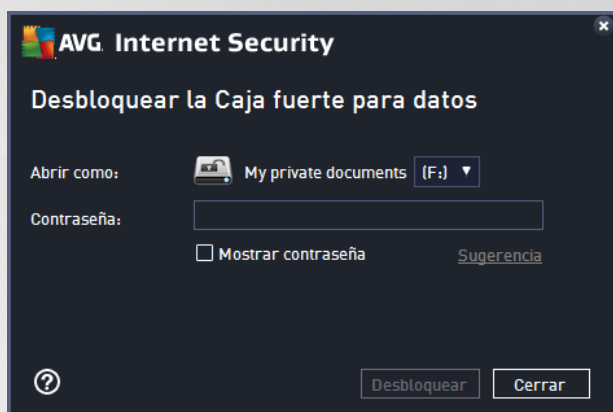 AVG Internet Security
Desbloquear la Caja fuerte para datos
Abrir como: My private documents (F:)
Contraseña:
Mostrar contraseña Sugerencia
Desbloquear Cerrar